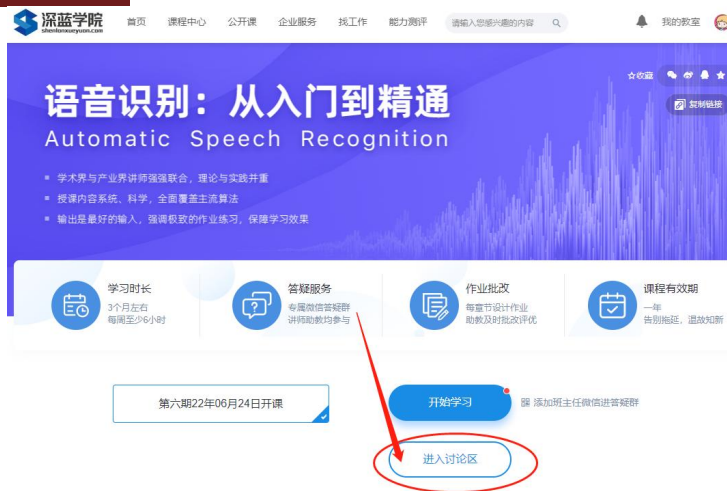 深蓝学院
shenlanxueyuan.com
首页 课程中心 公开课 企业服务 找工作 能力测评 请输入您感兴趣的内容 我的教室
☆收藏
复制链接
语音识别：从入门到精通
Automatic Speech Recognition
学术界与产业界讲师强强联合，理论与实践并重
授课内容系统、科学，全面覆盖主流算法
输出是最好的输入，强调极致的作业练习，保障学习效果
学习时长
3个月左右
每周至少6小时
答疑服务
专属微信答疑群
讲师助教均参与
作业批改
每章节设计作业
助教及时批改评优
课程有效期
一年
告别拖延，温故知新
第六期22年06月24日开课
开始学习
添加班主任微信进答疑群
进入讨论区